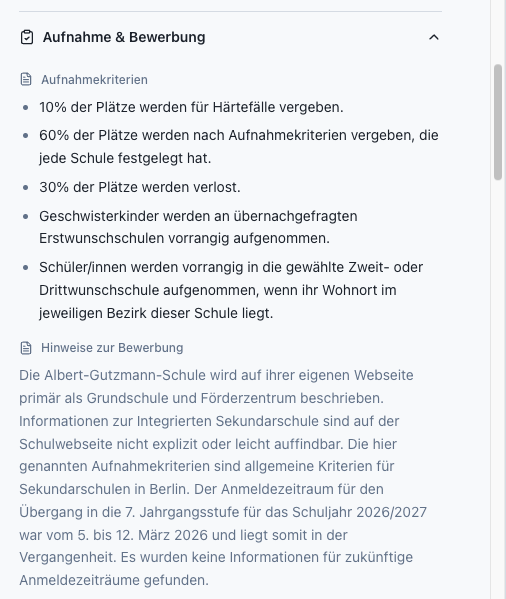 Aufnahme & Bewerbung
Aufnahmekriterien
10% der Plätze werden für Härtefälle vergeben.
60% der Plätze werden nach Aufnahmekriterien vergeben, die
jede Schule festgelegt hat.
30% der Plätze werden verlost.
Geschwisterkinder werden an übernachgefragten
Erstwunschschulen vorrangig aufgenommen.
Schüler/innen werden vorrangig in die gewählte Zweit- oder
Drittwunschschule aufgenommen, wenn ihr Wohnort im
jeweiligen Bezirk dieser Schule liegt.
Hinweise zur Bewerbung
Die Albert-Gutzmann-Schule wird auf ihrer eigenen Webseite
primär als Grundschule und Förderzentrum beschrieben.
Informationen zur Integrierten Sekundarschule sind auf der
Schulwebseite nicht explizit oder leicht auffindbar. Die hier
genannten Aufnahmekriterien sind allgemeine Kriterien für
Sekundarschulen in Berlin. Der Anmeldezeitraum für den
Übergang in die 7. Jahrgangsstufe für das Schuljahr 2026/2027
war vom 5. bis 12. März 2026 und liegt somit in der
Vergangenheit. Es wurden keine Informationen für zukünftige
Anmeldezeiträume gefunden.